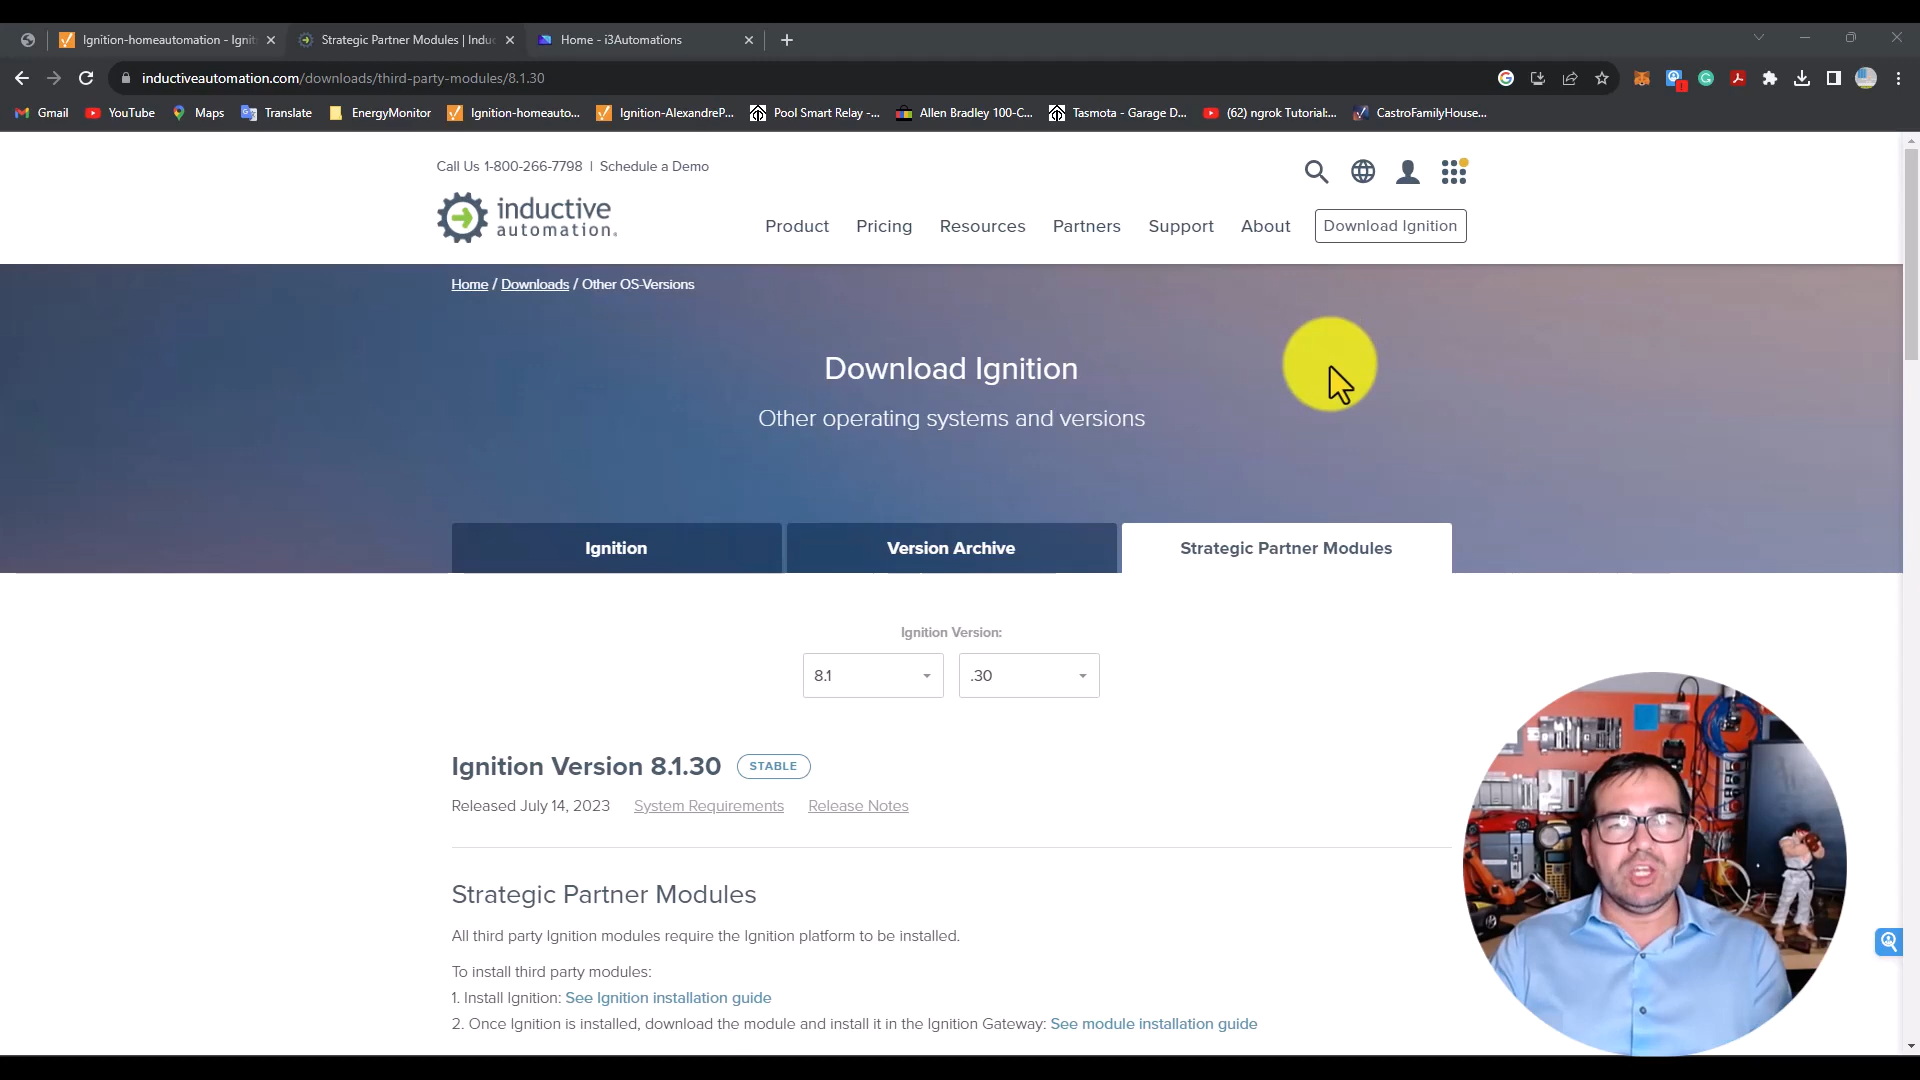 Ignition-homeautomation - Ignit
Strategic Partner Modules | Indu
Home - i3Automations
inductiveautomation.com/downloads/third-party-modules/8.1.30
Gmail
YouTube
Maps
Translate
EnergyMonitor
Ignition-homeauto...
Ignition-AlexandreP...
Pool Smart Relay -...
Allen Bradley 100-C...
Tasmota - Garage D...
(62) ngrok Tutorial:...
CastroFamilyHouse...
Call Us 1-800-266-7798 | Schedule a Demo
inductive
automation.
Product
Pricing
Resources
Partners
Support
About
Download Ignition
Home / Downloads / Other OS-Versions
Download Ignition
Other operating systems and versions
Ignition
Version Archive
Strategic Partner Modules
Ignition Version:
8.1
.30
Ignition Version 8.1.30
STABLE
Released July 14, 2023
System Requirements
Release Notes
Strategic Partner Modules
All third party Ignition modules require the Ignition platform to be installed.
To install third party modules:
1. Install Ignition: See Ignition installation guide
2. Once Ignition is installed, download the module and install it in the Ignition Gateway: See module installation guide